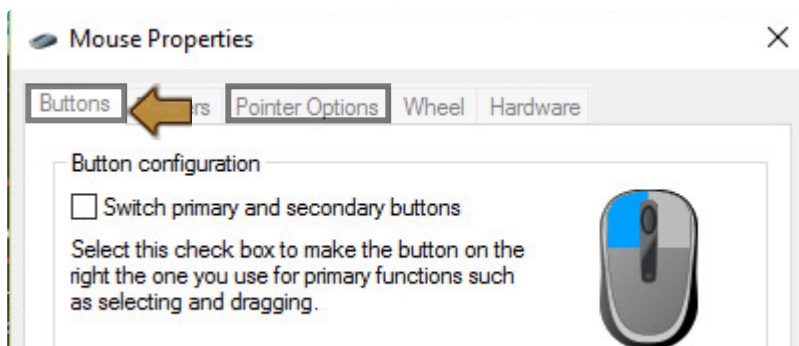 Mouse Properties
Buttons Pointer Options Wheel Hardware
Button configuration
Switch primary and secondary buttons
Select this check box to make the button on the
right the one you use for primary functions such
as selecting and dragging.